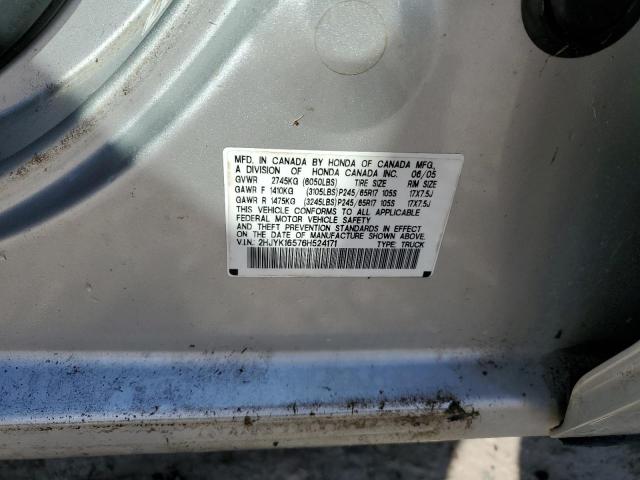 MFD. IN CANADA BY HONDA OF CANADA MFG.
A DIVISION OF HONDA CANADA INC. 06/05
GVWR 2745KG (6050LBS) TIRE SIZE RIM SIZE
GAWR F 1410KG (3105LBS) P245/65R17 105S 17X7.5J
GAWR R 1475KG (3245LBS) P245/65R17 105S 17X7.5J
THIS VEHICLE CONFORMS TO ALL APPLICABLE
FEDERAL MOTOR VEHICLE SAFETY
AND THEFT PREVENTION STANDARDS IN EFFECT
ON THE DATE OF MANUFACTURE SHOWN ABOVE.
V.I.N.: 2HJYK16576H524171 TYPE: TRUCK